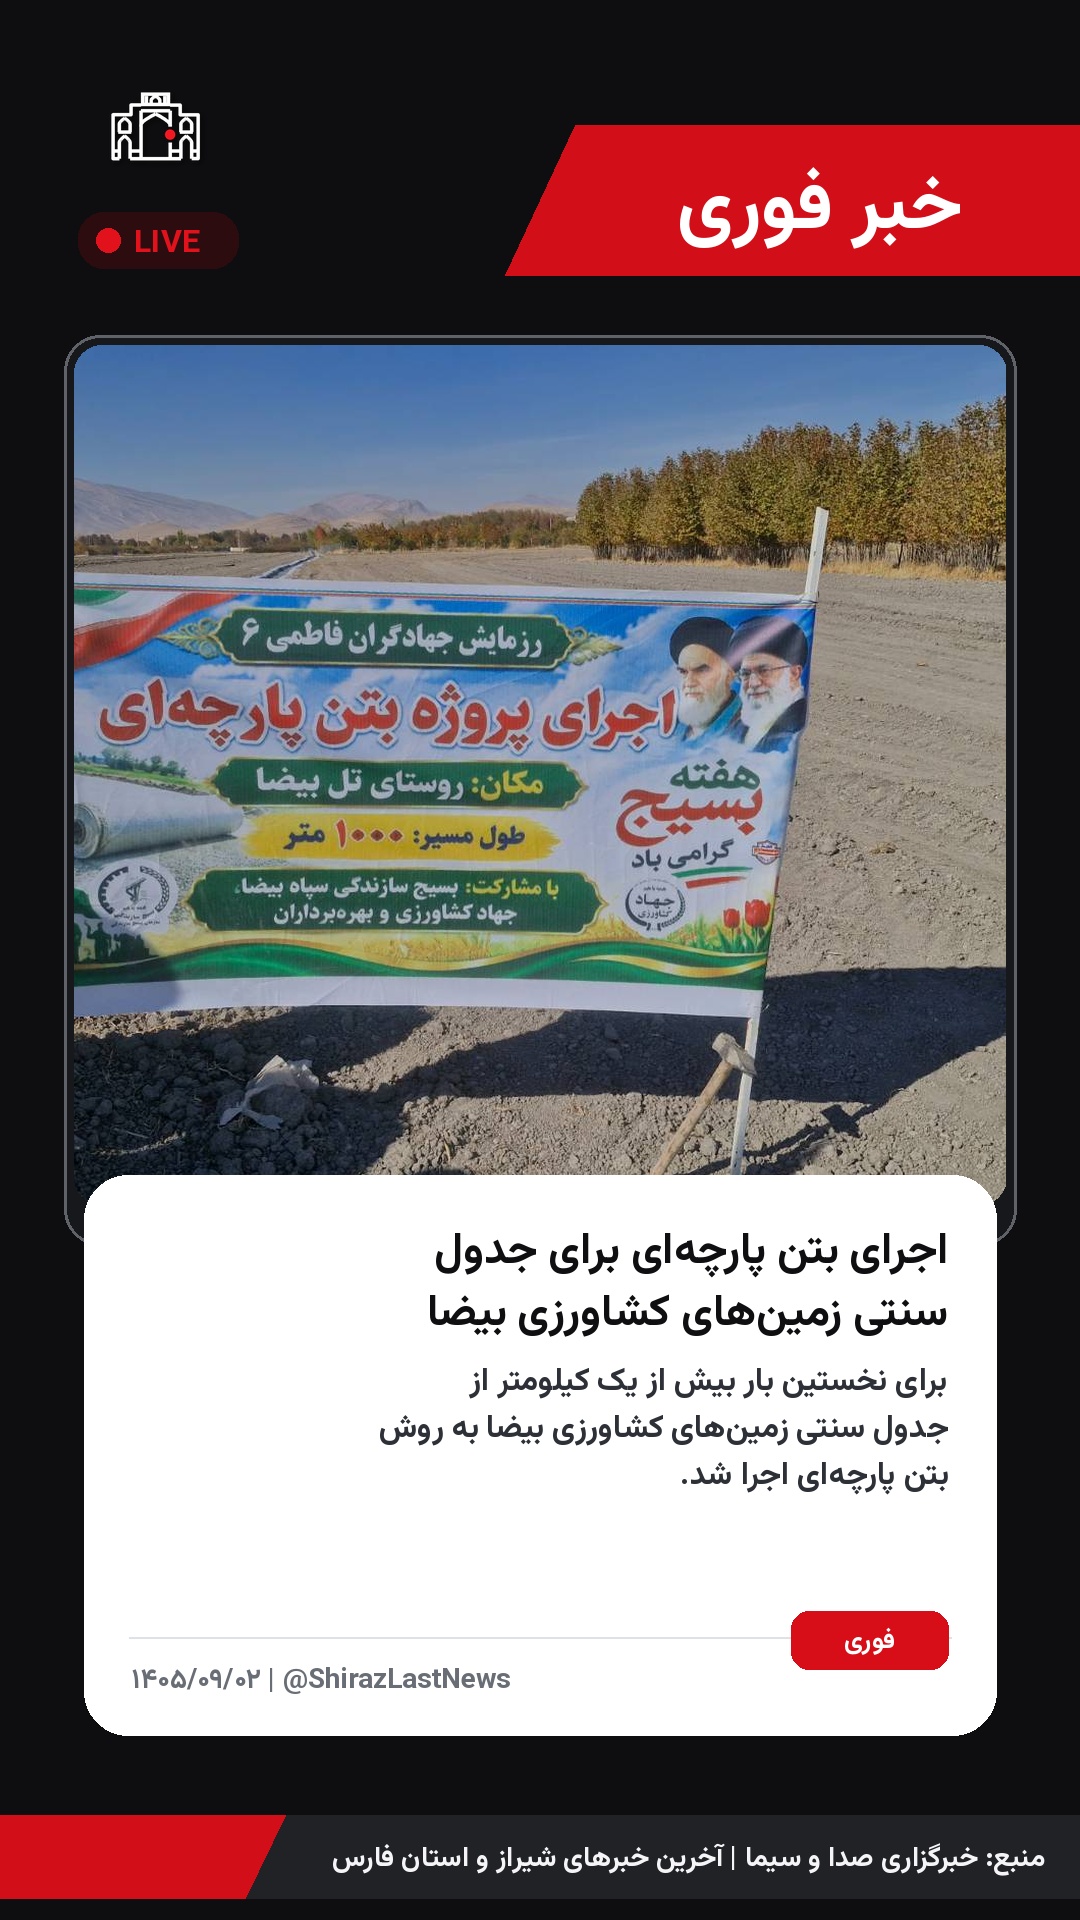 خبر فوری
LIVE
رزمایش جهادگران فاطمی ۶
اجرای پروژه بتن پارچه‌ای
مکان: روستای تل بیضا
طول مسیر: ۱۰۰۰ متر
با مشارکت: بسیج سازندگی سپاه بیضا،
جهاد کشاورزی و بهره‌برداران
هفته
بسیج
گرامی باد
جهاد
کشاورزی
اجرای بتن پارچه‌ای برای جدول
سنتی زمین‌های کشاورزی بیضا
برای نخستین بار بیش از یک کیلومتر از
جدول سنتی زمین‌های کشاورزی بیضا به روش
بتن پارچه‌ای اجرا شد.
فوری
۱۴۰۵/۰۹/۰۲ | @ShirazLastNews
منبع: خبرگزاری صدا و سیما | آخرین خبرهای شیراز و استان فارس